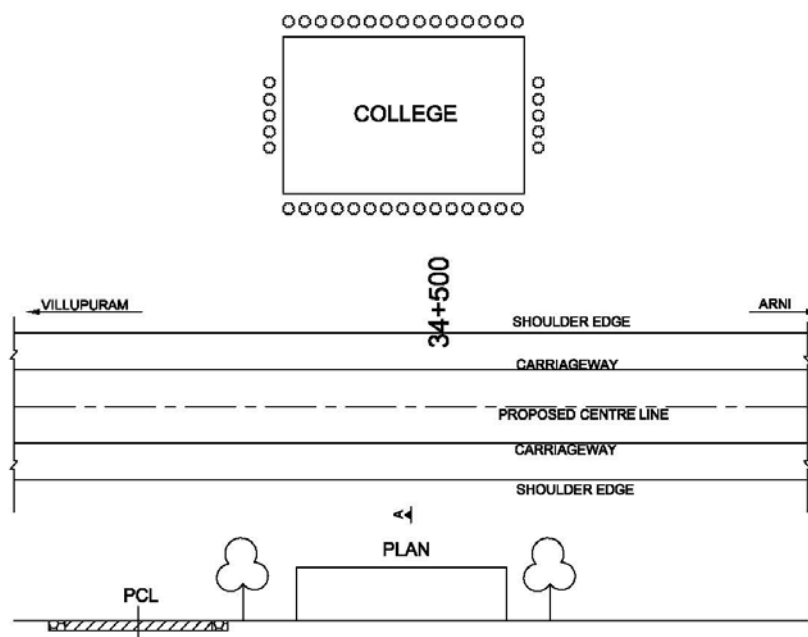 COLLEGE
34+500
VILLUPURAM
ARNI
SHOULDER EDGE
CARRIAGEWAY
PROPOSED CENTRE LINE
CARRIAGEWAY
SHOULDER EDGE
A
PLAN
PCL